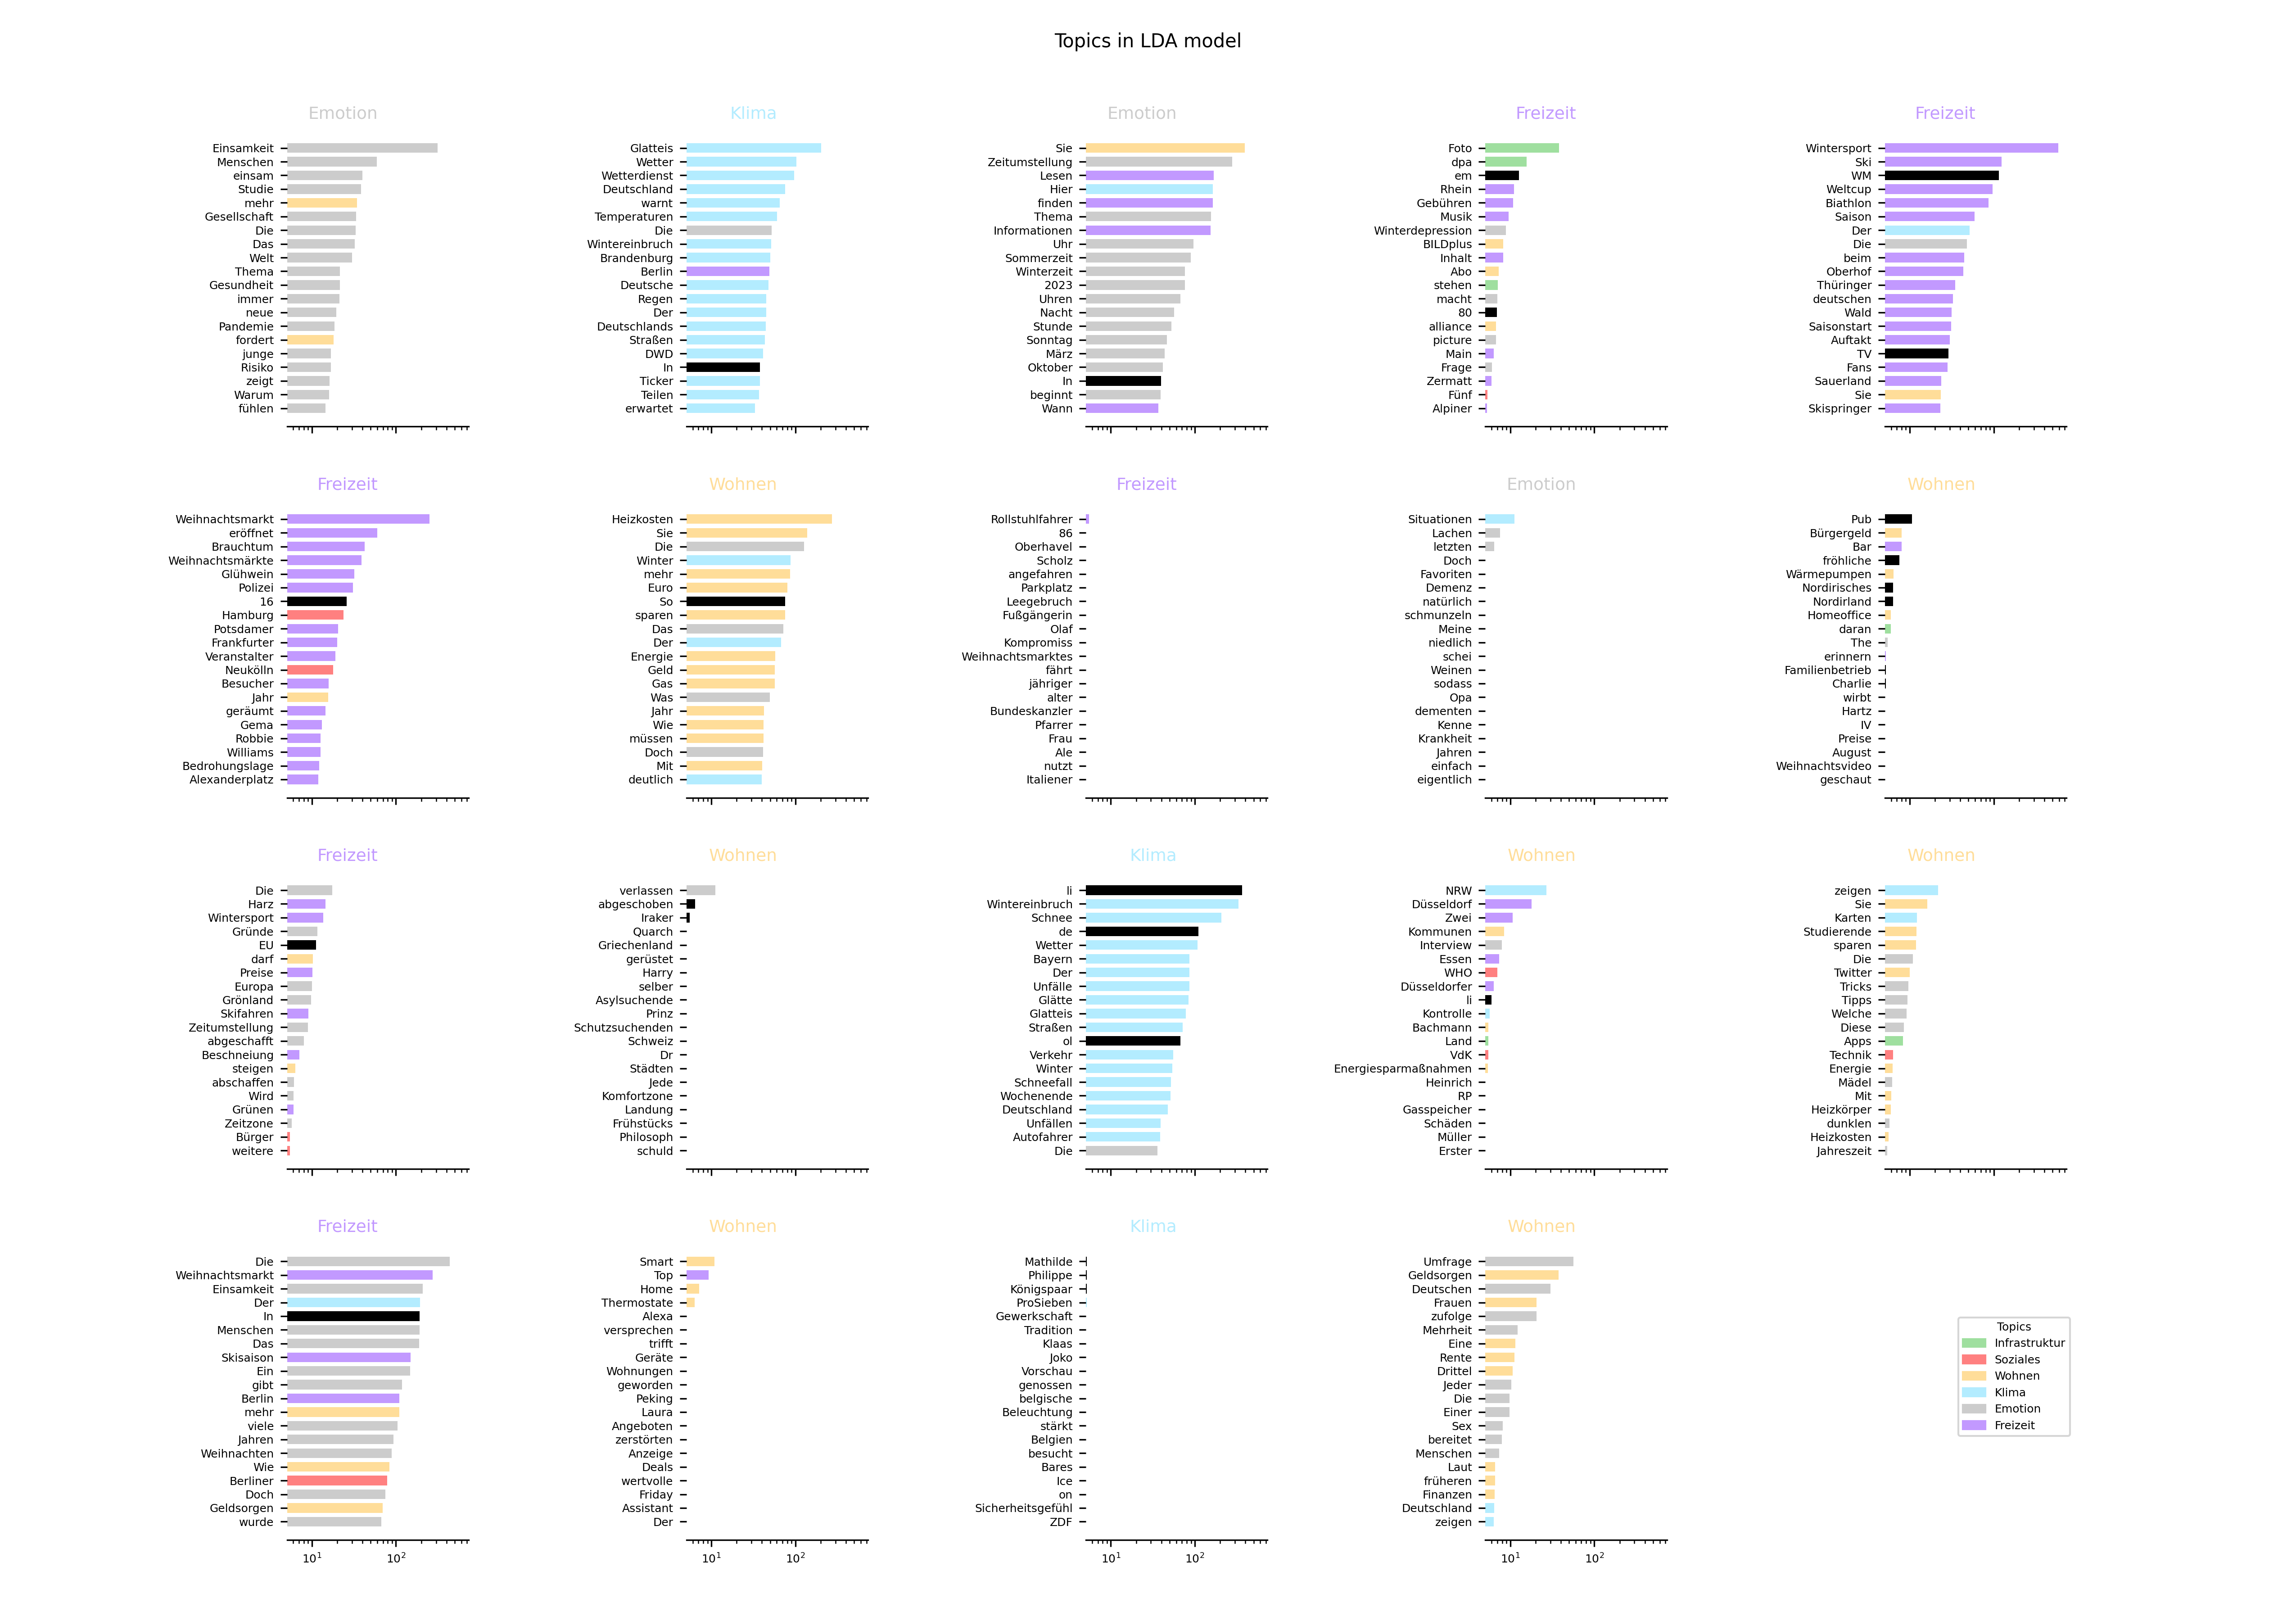 Topics in LDA model
Emotion
Einsamkeit
Menschen
einsam
Studie
mehr
Gesellschaft
Die
Das
Welt
Thema
Gesundheit
immer
neue
Pandemie
fordert
junge
Risiko
zeigt
Warum
fühlen
Klima
Glatteis
Wetter
Wetterdienst
Deutschland
warnt
Temperaturen
Die
Wintereinbruch
Brandenburg
Berlin
Deutsche
Regen
Der
Deutschlands
Straßen
DWD
In
Ticker
Teilen
erwartet
Emotion
Sie
Zeitumstellung
Lesen
Hier
finden
Thema
Informationen
Uhr
Sommerzeit
Winterzeit
2023
Uhren
Nacht
Stunde
Sonntag
März
Oktober
In
beginnt
Wann
Freizeit
Foto
dpa
em
Rhein
Gebühren
Musik
Winterdepression
BILDplus
Inhalt
Abo
stehen
macht
80
alliance
picture
Main
Frage
Zermatt
Fünf
Alpiner
Freizeit
Wintersport
Ski
WM
Weltcup
Biathlon
Saison
Der
Die
beim
Oberhof
Thüringer
deutschen
Wald
Saisonstart
Auftakt
TV
Fans
Sauerland
Sie
Skispringer
Freizeit
Weihnachtsmarkt
eröffnet
Brauchtum
Weihnachtsmärkte
Glühwein
Polizei
16
Hamburg
Potsdamer
Frankfurter
Veranstalter
Neukölln
Besucher
Jahr
geräumt
Gema
Robbie
Williams
Bedrohungslage
Alexanderplatz
Wohnen
Heizkosten
Sie
Die
Winter
mehr
Euro
So
sparen
Das
Der
Energie
Geld
Gas
Was
Jahr
Wie
müssen
Doch
Mit
deutlich
Freizeit
Rollstuhlfahrer
86
Oberhavel
Scholz
angefahren
Parkplatz
Leegebruch
Fußgängerin
Olaf
Kompromiss
Weihnachtsmarktes
fährt
jähriger
alter
Bundeskanzler
Pfarrer
Frau
Ale
nutzt
Italiener
Emotion
Situationen
Lachen
letzten
Doch
Favoriten
Demenz
natürlich
schmunzeln
Meine
niedlich
schei
Weinen
sodass
Opa
dementen
Kenne
Krankheit
Jahren
einfach
eigentlich
Wohnen
Pub
Bürgergeld
Bar
fröhliche
Wärmepumpen
Nordirisches
Nordirland
Homeoffice
daran
The
erinnern
Familienbetrieb
Charlie
wirbt
Hartz
IV
Preise
August
Weihnachtsvideo
geschaut
Freizeit
Die
Harz
Wintersport
Gründe
EU
darf
Preise
Europa
Grönland
Skifahren
Zeitumstellung
abgeschafft
Beschneiung
steigen
abschaffen
Wird
Grünen
Zeitzone
Bürger
weitere
Wohnen
verlassen
abgeschoben
Iraker
Quarch
Griechenland
gerüstet
Harry
selber
Asylsuchende
Prinz
Schutzsuchenden
Schweiz
Dr
Städten
Jede
Komfortzone
Landung
Frühstücks
Philosoph
schuld
Klima
li
Wintereinbruch
Schnee
de
Wetter
Bayern
Der
Unfälle
Glätte
Glatteis
Straßen
ol
Verkehr
Winter
Schneefall
Wochenende
Deutschland
Unfällen
Autofahrer
Die
Wohnen
NRW
Düsseldorf
Zwei
Kommunen
Interview
Essen
WHO
Düsseldorfer
li
Kontrolle
Bachmann
Land
VdK
Energiesparmaßnahmen
Heinrich
RP
Gasspeicher
Schäden
Müller
Erster
Wohnen
zeigen
Sie
Karten
Studierende
sparen
Die
Twitter
Tricks
Tipps
Welche
Diese
Apps
Technik
Energie
Mädel
Mit
Heizkörper
dunklen
Heizkosten
Jahreszeit
Freizeit
Die
Weihnachtsmarkt
Einsamkeit
Der
In
Menschen
Das
Skisaison
Ein
gibt
Berlin
mehr
viele
Jahren
Weihnachten
Wie
Berliner
Doch
Geldsorgen
wurde
10¹ 10²
Wohnen
Smart
Top
Home
Thermostate
Alexa
versprechen
trifft
Geräte
Wohnungen
geworden
Peking
Laura
Angeboten
zerstörten
Anzeige
Deals
wertvolle
Friday
Assistant
Der
10¹ 10²
Klima
Mathilde
Philippe
Königspaar
ProSieben
Gewerkschaft
Tradition
Klaas
Joko
Vorschau
genossen
belgische
Beleuchtung
stärkt
Belgien
besucht
Bares
Ice
on
Sicherheitsgefühl
ZDF
10¹ 10²
Wohnen
Umfrage
Geldsorgen
Deutschen
Frauen
zufolge
Mehrheit
Eine
Rente
Drittel
Jeder
Die
Einer
Sex
bereitet
Menschen
Laut
früheren
Finanzen
Deutschland
zeigen
10¹ 10²
Topics
Infrastruktur
Soziales
Wohnen
Klima
Emotion
Freizeit